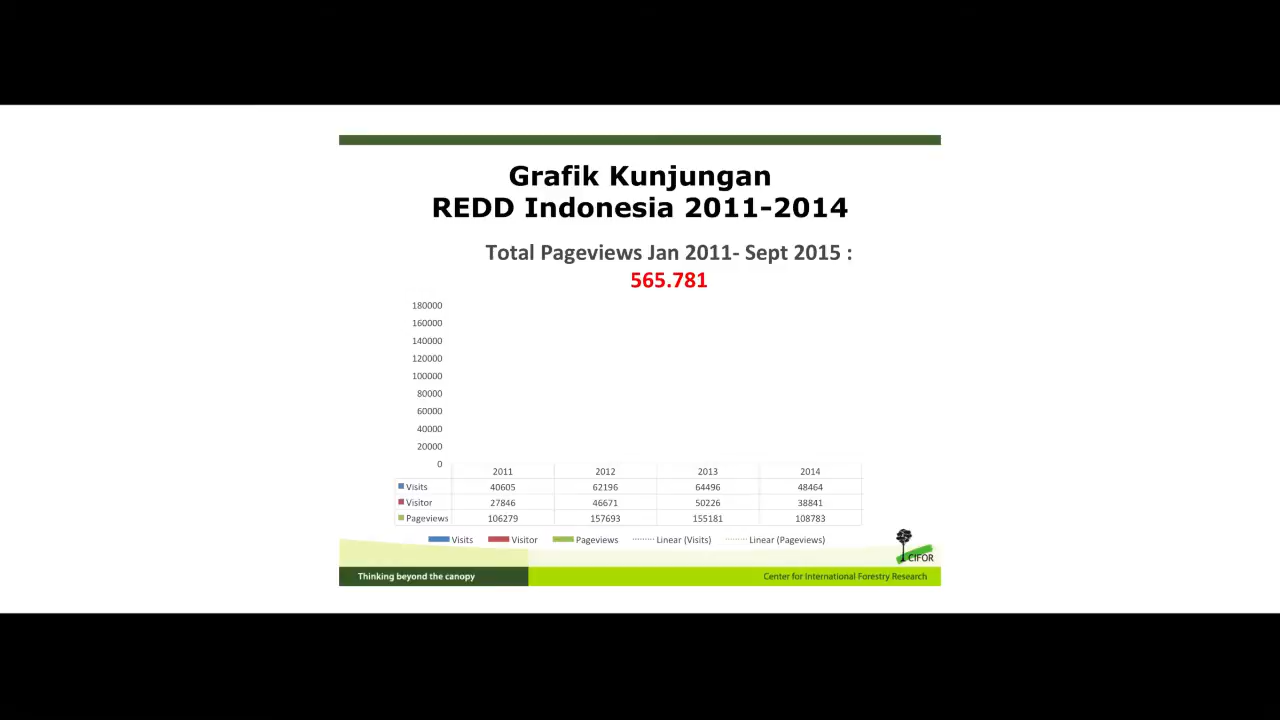 Grafik Kunjungan
REDD Indonesia 2011-2014
Total Pageviews Jan 2011- Sept 2015 :
565.781
180000
160000
140000
120000
100000
80000
60000
40000
20000
0
2011 2012 2013 2014
Visits 40605 62196 64496 48464
Visitor 27846 46671 50226 38841
Pageviews 106279 157693 155181 108783
Visits Visitor Pageviews Linear (Visits) Linear (Pageviews)
CIFOR
Thinking beyond the canopy Center for International Forestry Research